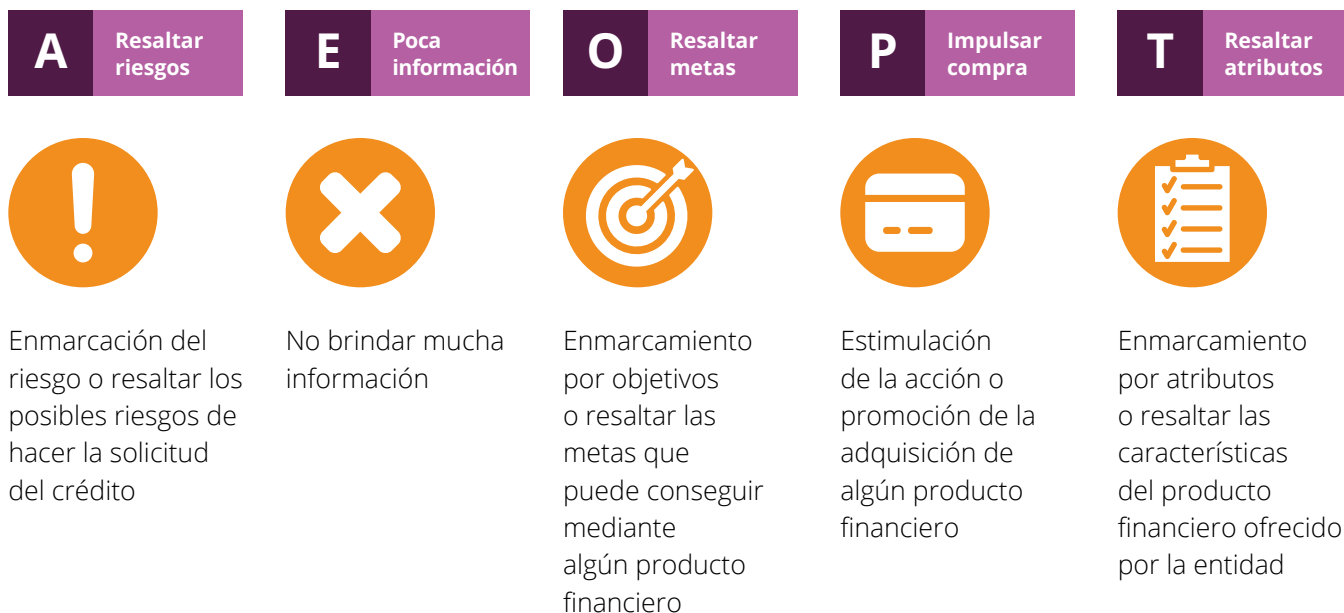 A
Resaltar
riesgos
Enmarcación del
riesgo o resaltar los
posibles riesgos de
hacer la solicitud
del crédito
E
Poca
información
No brindar mucha
información
O
Resaltar
metas
Enmarcamiento
por objetivos
o resaltar las
metas que
puede conseguir
mediante
algún producto
financiero
P
Impulsar
compra
Estimulación
de la acción o
promoción de la
adquisición de
algún producto
financiero
T
Resaltar
atributos
Enmarcamiento
por atributos
o resaltar las
características
del producto
financiero ofrecido
por la entidad